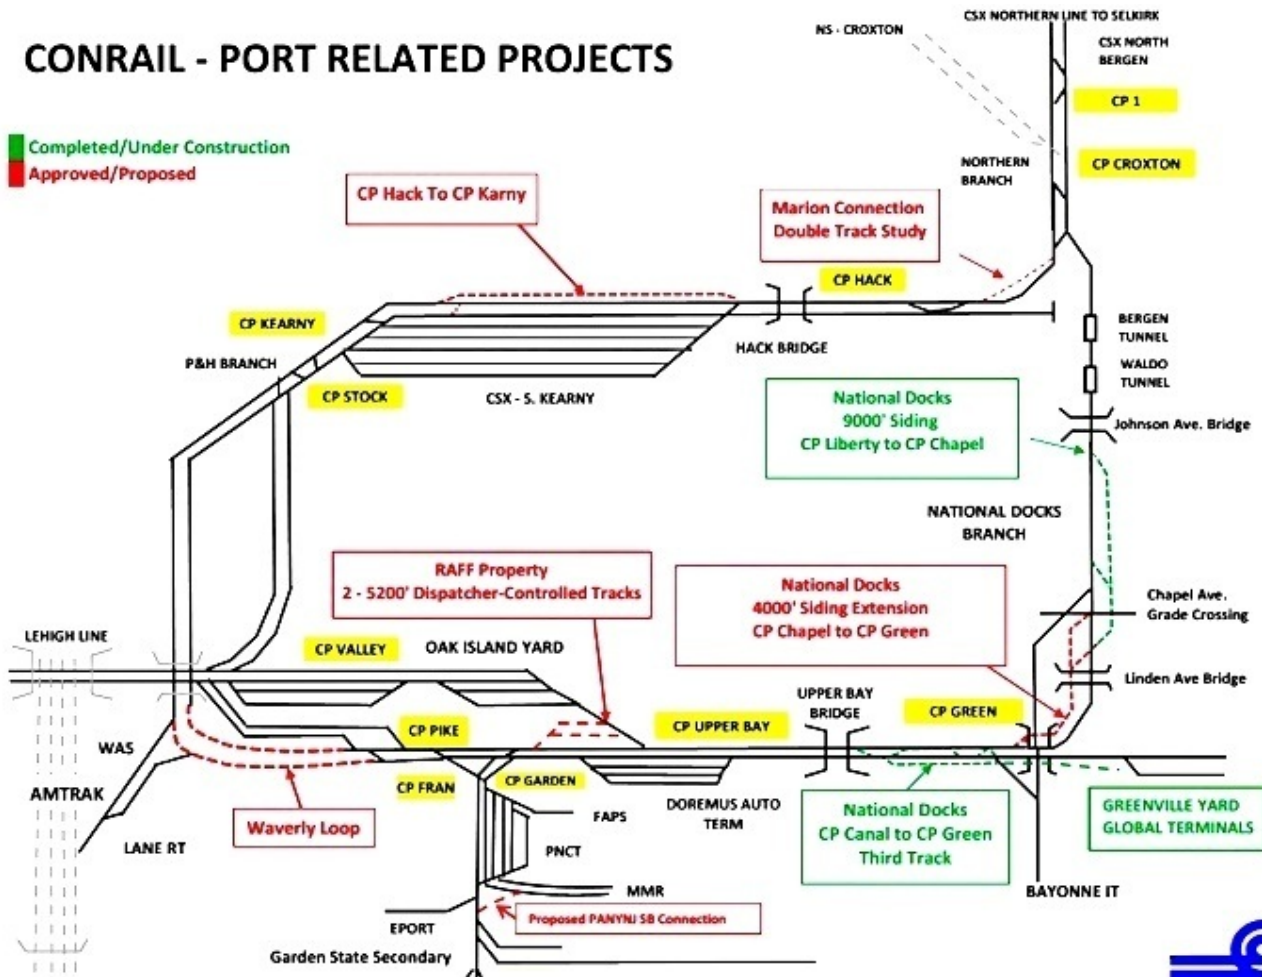 CONRAIL - PORT RELATED PROJECTS
Completed/Under Construction
Approved/Proposed
NS - CROXTON
CSX NORTHERN LINE TO SELKIRK
CSX NORTH
BERGEN
CP 1
CP CROXTON
NORTHERN
BRANCH
CP Hack To CP Karny
Marion Connection
Double Track Study
CP HACK
CP KEARNY
HACK BRIDGE
BERGEN
TUNNEL
P&H BRANCH
WALDO
TUNNEL
CP STOCK
CSX - S. KEARNY
National Docks
9000' Siding
CP Liberty to CP Chapel
Johnson Ave. Bridge
NATIONAL DOCKS
BRANCH
RAFF Property
2 - 5200' Dispatcher-Controlled Tracks
National Docks
4000' Siding Extension
CP Chapel to CP Green
Chapel Ave.
Grade Crossing
LEHIGH LINE
CP VALLEY
OAK ISLAND YARD
Linden Ave Bridge
UPPER BAY
BRIDGE
CP GREEN
CP UPPER BAY
CP PIKE
WAS
CP FRAN
CP GARDEN
AMTRAK
DOREMUS AUTO
TERM
National Docks
CP Canal to CP Green
Third Track
GREENVILLE YARD
GLOBAL TERMINALS
Waverly Loop
LANE RT
FAPS
PNCT
MMR
BAYONNE IT
EPORT
Proposed PANYNJ SB Connection
Garden State Secondary